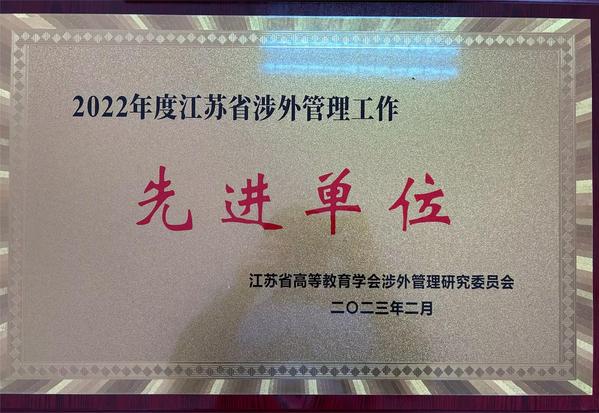 2022年度江苏省涉外管理工作
先进单位
江苏省高等教育学会涉外管理研究委员会
二〇二三年二月